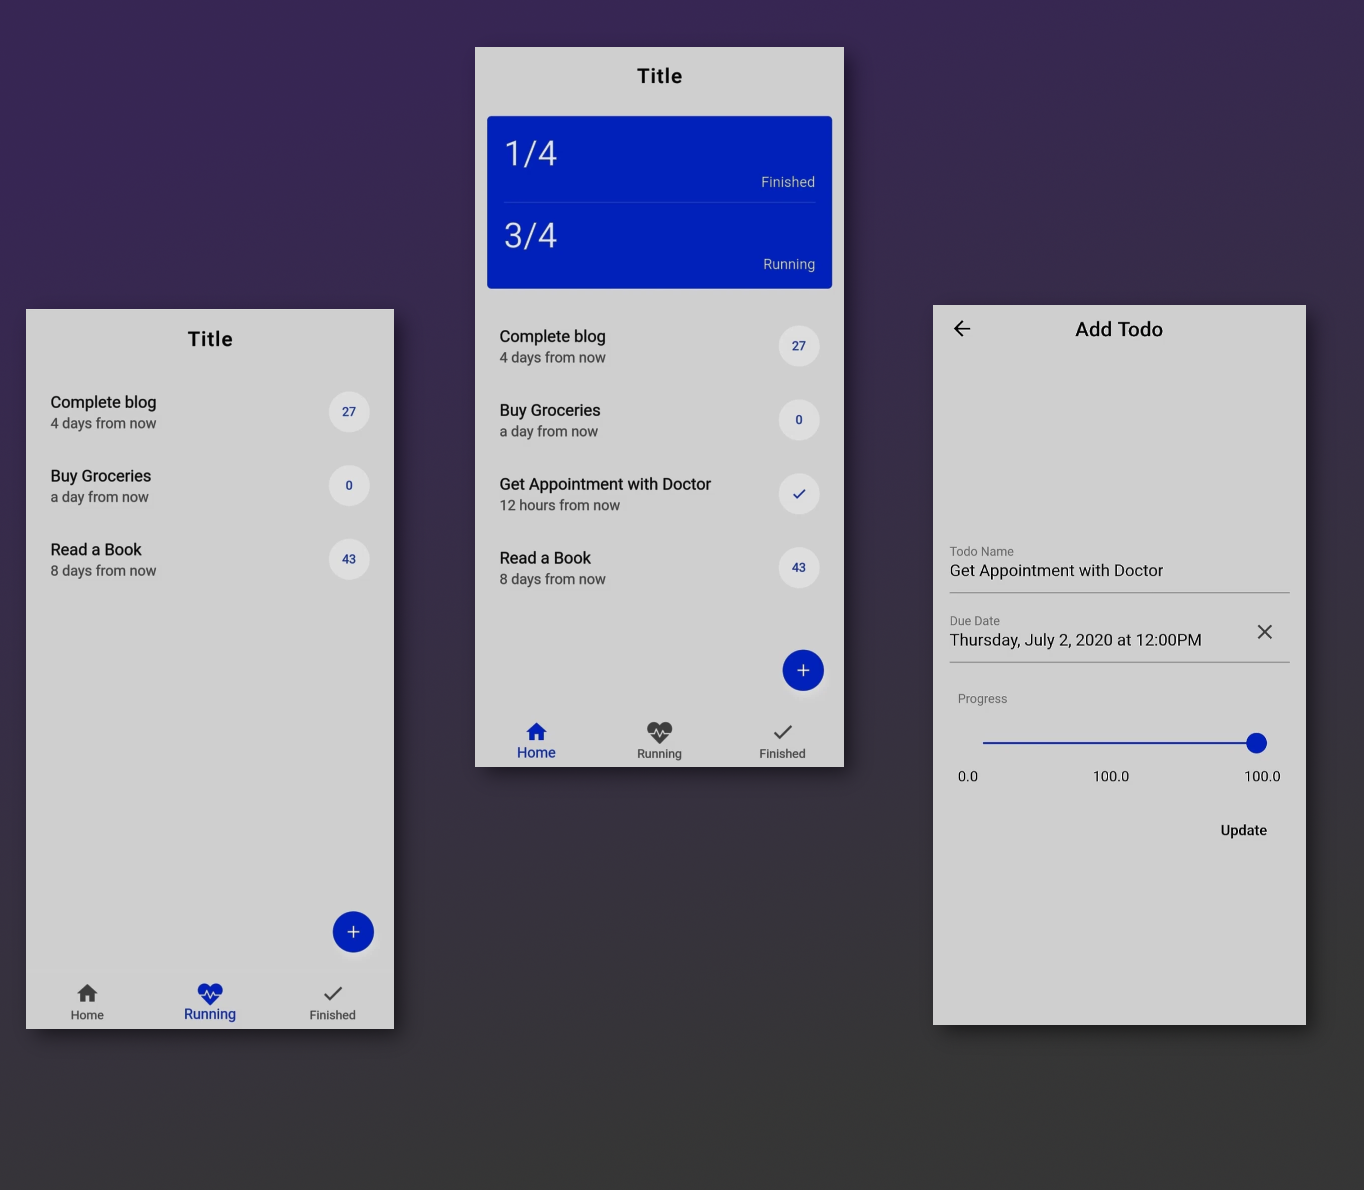 Title
Complete blog
4 days from now
27
Buy Groceries
a day from now
0
Read a Book
8 days from now
43
+
Home
Running
Finished
Title
1/4
Finished
3/4
Running
Complete blog
4 days from now
27
Buy Groceries
a day from now
0
Get Appointment with Doctor
12 hours from now
Read a Book
8 days from now
43
+
Home
Running
Finished
Add Todo
Todo Name
Get Appointment with Doctor
Due Date
Thursday, July 2, 2020 at 12:00PM
Progress
0.0 100.0 100.0
Update